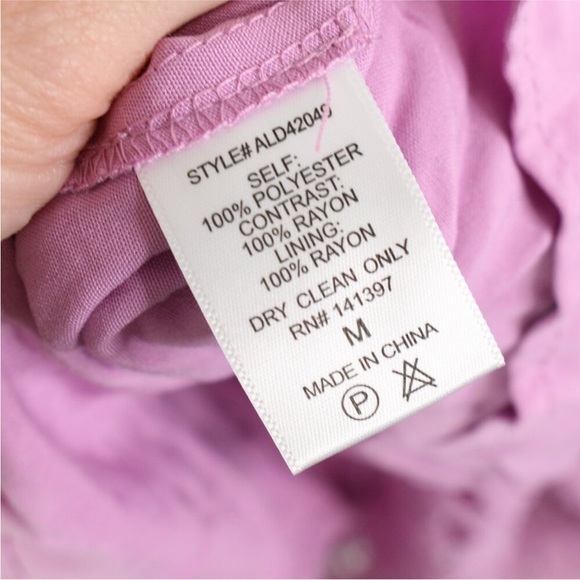 STYLE# ALD42049
SELF:
100% POLYESTER
CONTRAST:
100% RAYON
LINING:
100% RAYON
DRY CLEAN ONLY
RN# 141397
M
MADE IN CHINA
P